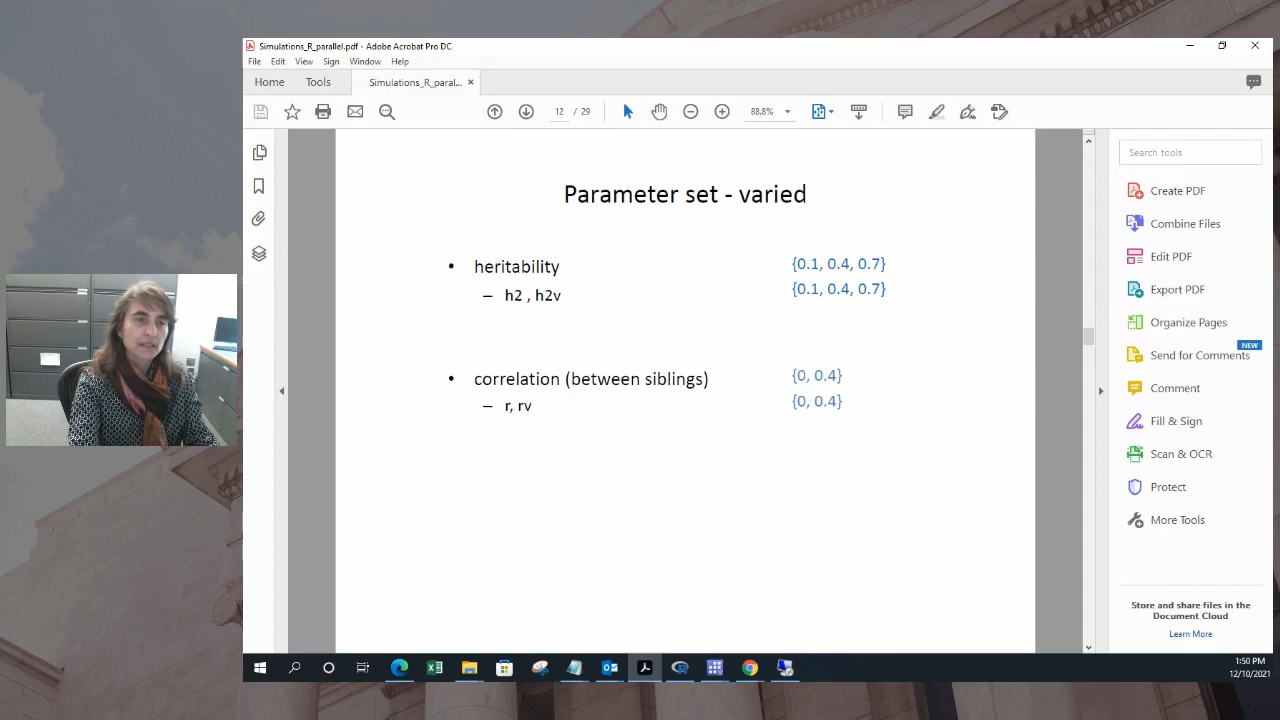 Simulations_R_parallel.pdf - Adobe Acrobat Pro DC
File Edit View Sign Window Help
Home Tools Simulations_R_paral... ×
12 / 29 88.8%
Parameter set - varied
• heritability {0.1, 0.4, 0.7}
– h2 , h2v {0.1, 0.4, 0.7}
• correlation (between siblings) {0, 0.4}
– r, rv {0, 0.4}
Search tools
Create PDF
Combine Files
Edit PDF
Export PDF
Organize Pages
NEW
Send for Comments
Comment
Fill & Sign
Scan & OCR
Protect
More Tools
Store and share files in the
Document Cloud
Learn More
1:50 PM
12/10/2021